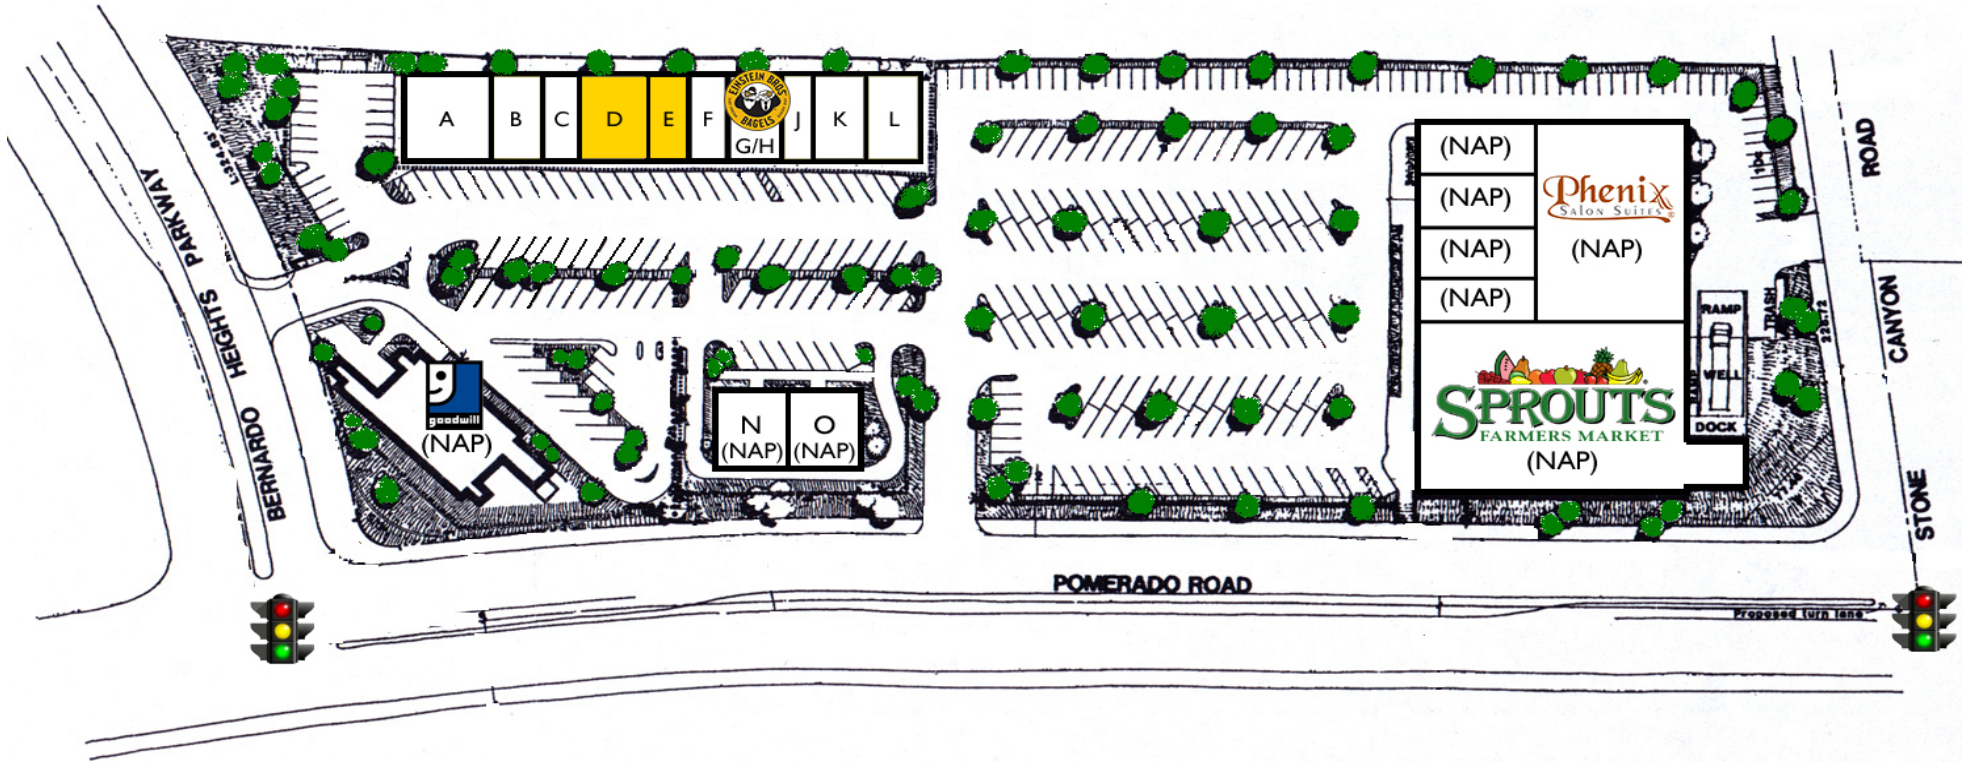 A
B
C
D
E
F
EINSTEIN BROS
BAGELS
G/H
J
K
L
BERNARDO HEIGHTS PARKWAY
goodwill
(NAP)
N
(NAP)
O
(NAP)
(NAP)
(NAP)
(NAP)
(NAP)
Phenix
SALON SUITES
(NAP)
SPROUTS
FARMERS MARKET
(NAP)
RAMP
WELL
DOCK
TRASH
STONE CANYON ROAD
POMERADO ROAD
Proposed turn lane